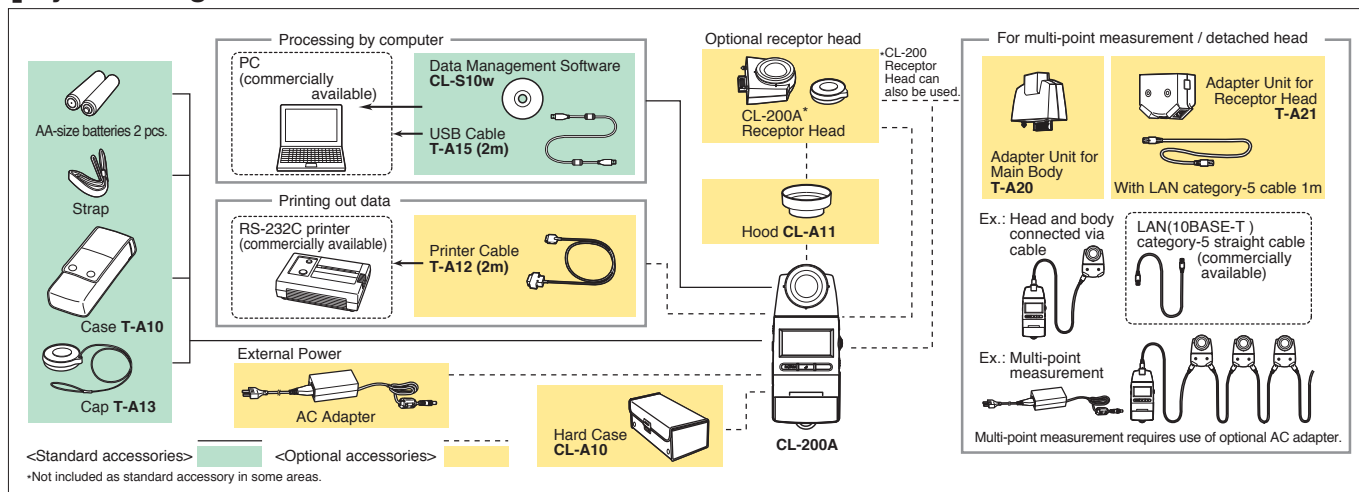 Processing by computer
PC
(commercially
available)
Data Management Software
CL-S10w
USB Cable
T-A15 (2m)
Printing out data
RS-232C printer
(commercially available)
Printer Cable
T-A12 (2m)
AA-size batteries 2 pcs.
Strap
Case T-A10
Cap T-A13
External Power
AC Adapter
Hard Case
CL-A10
Optional receptor head
CL-200A*
Receptor Head
*CL-200
Receptor
Head can
also be used.
Hood CL-A11
CL-200A
For multi-point measurement / detached head
Adapter Unit for
Main Body
T-A20
Adapter Unit for
Receptor Head
T-A21
With LAN category-5 cable 1m
Ex.: Head and body
connected via
cable
LAN(10BASE-T )
category-5 straight cable
(commercially
available)
Ex.: Multi-point
measurement
Multi-point measurement requires use of optional AC adapter.
<Standard accessories>
<Optional accessories>
*Not included as standard accessory in some areas.